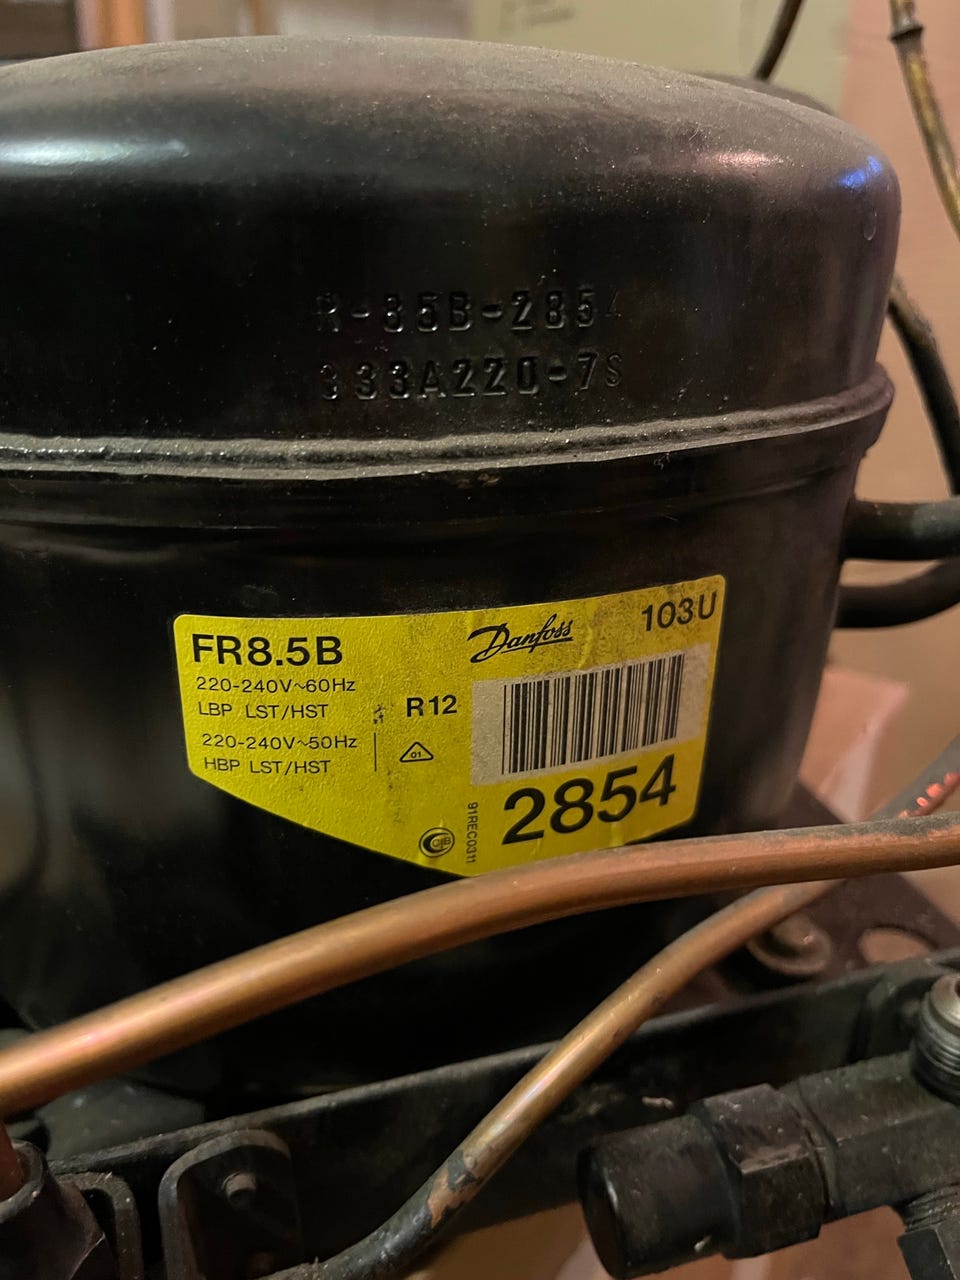 R-85B-2854
333A220-7S
FR8.5B
Danfoss
103U
220-240V~60Hz
LBP LST/HST
R12
220-240V~50Hz
HBP LST/HST
01
2854
91REC0311